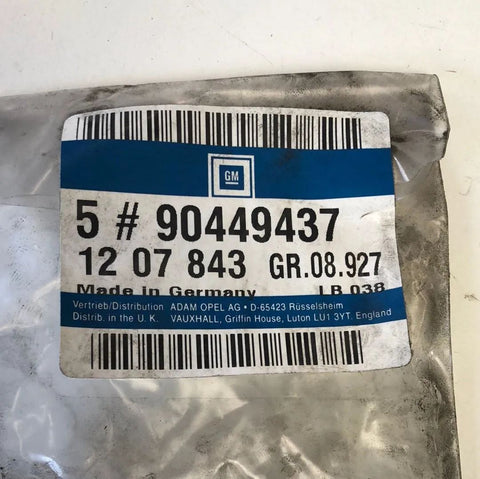 GM
5 # 90449437
12 07 843 GR.08.927
Made in Germany LB 038
Vertrieb/Distribution ADAM OPEL AG • D-65423 Rüsselsheim
Distrib. in the U. K. VAUXHALL, Griffin House, Luton LU1 3YT. England